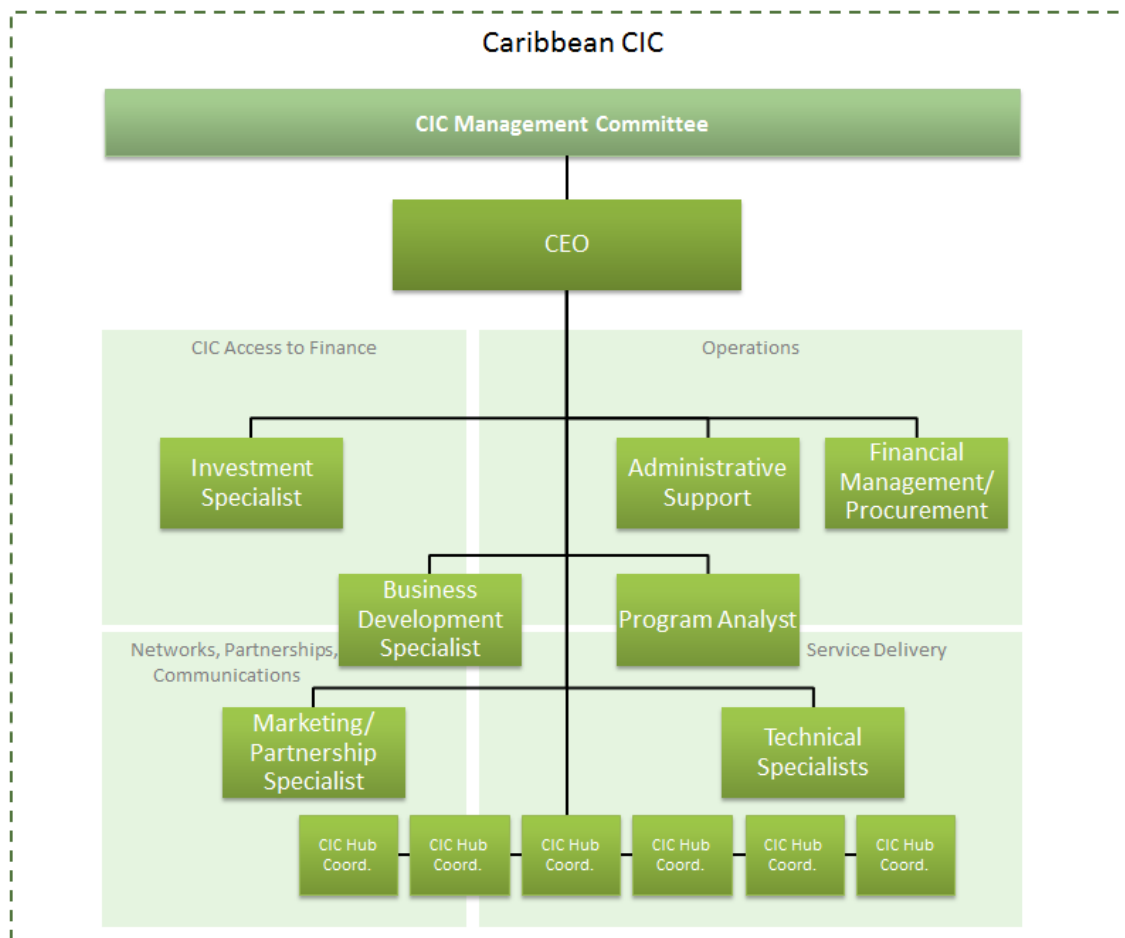 Caribbean CIC
CIC Management Committee
CEO
CIC Access to Finance
Operations
Investment
Specialist
Administrative
Support
Financial
Management/
Procurement
Business
Development
Specialist
Program Analyst
Networks, Partnerships,
Communications
Service Delivery
Marketing/
Partnership
Specialist
Technical
Specialists
CIC Hub
Coord.
CIC Hub
Coord.
CIC Hub
Coord.
CIC Hub
Coord.
CIC Hub
Coord.
CIC Hub
Coord.